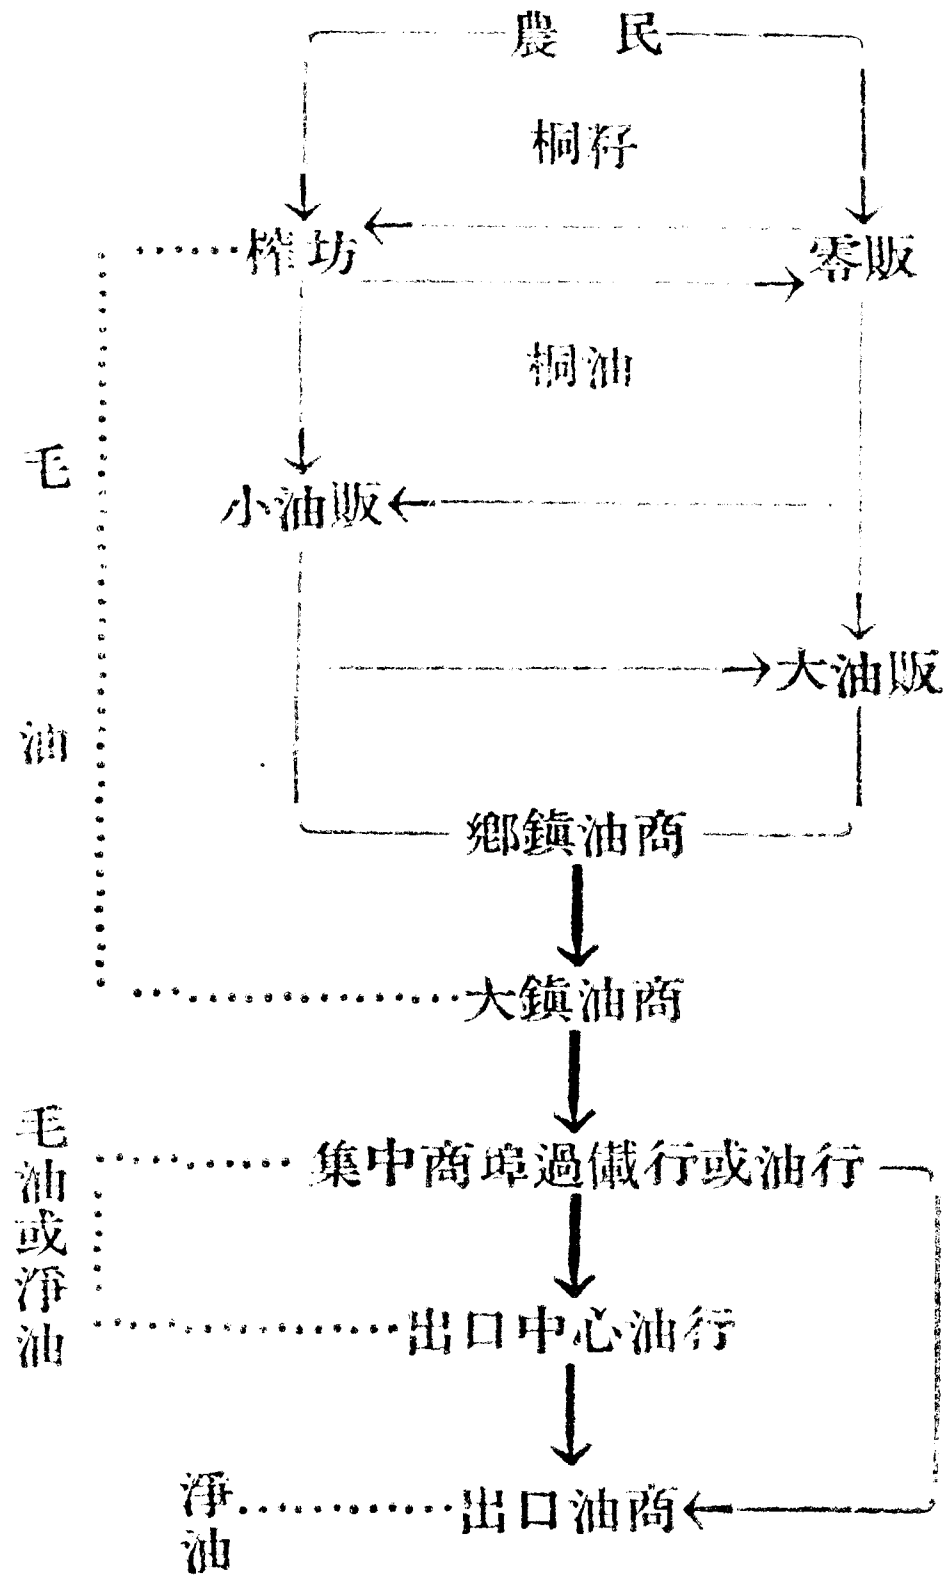 農民
桐籽
榨坊
零販
桐油
小油販
大油販
鄉鎮油商
大鎮油商
集中商埠過儎行或油行
出口中心油行
出口油商
毛油
毛油或淨油
淨油